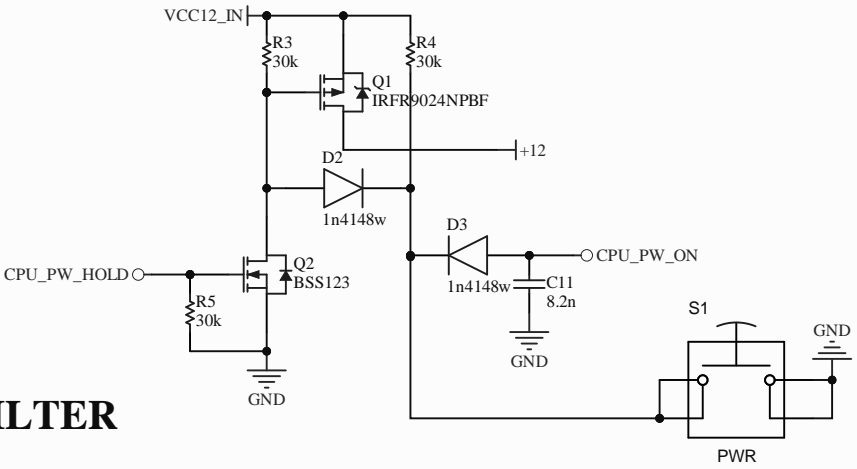 VCC12_IN
R3
30k
R4
30k
Q1
IRFR9024NPBF
+12
D2
1n4148w
D3
1n4148w
CPU_PW_ON
C11
8.2n
GND
CPU_PW_HOLD
Q2
BSS123
R5
30k
GND
S1
GND
PWR
ILTER